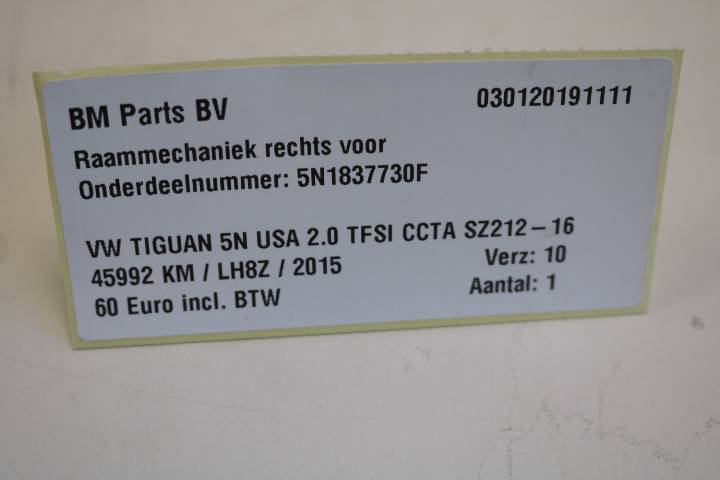 BM Parts BV 030120191111
Raammechaniek rechts voor
Onderdeelnummer: 5N1837730F
VW TIGUAN 5N USA 2.0 TFSI CCTA SZ212-16
45992 KM / LH8Z / 2015 Verz: 10
60 Euro incl. BTW Aantal: 1